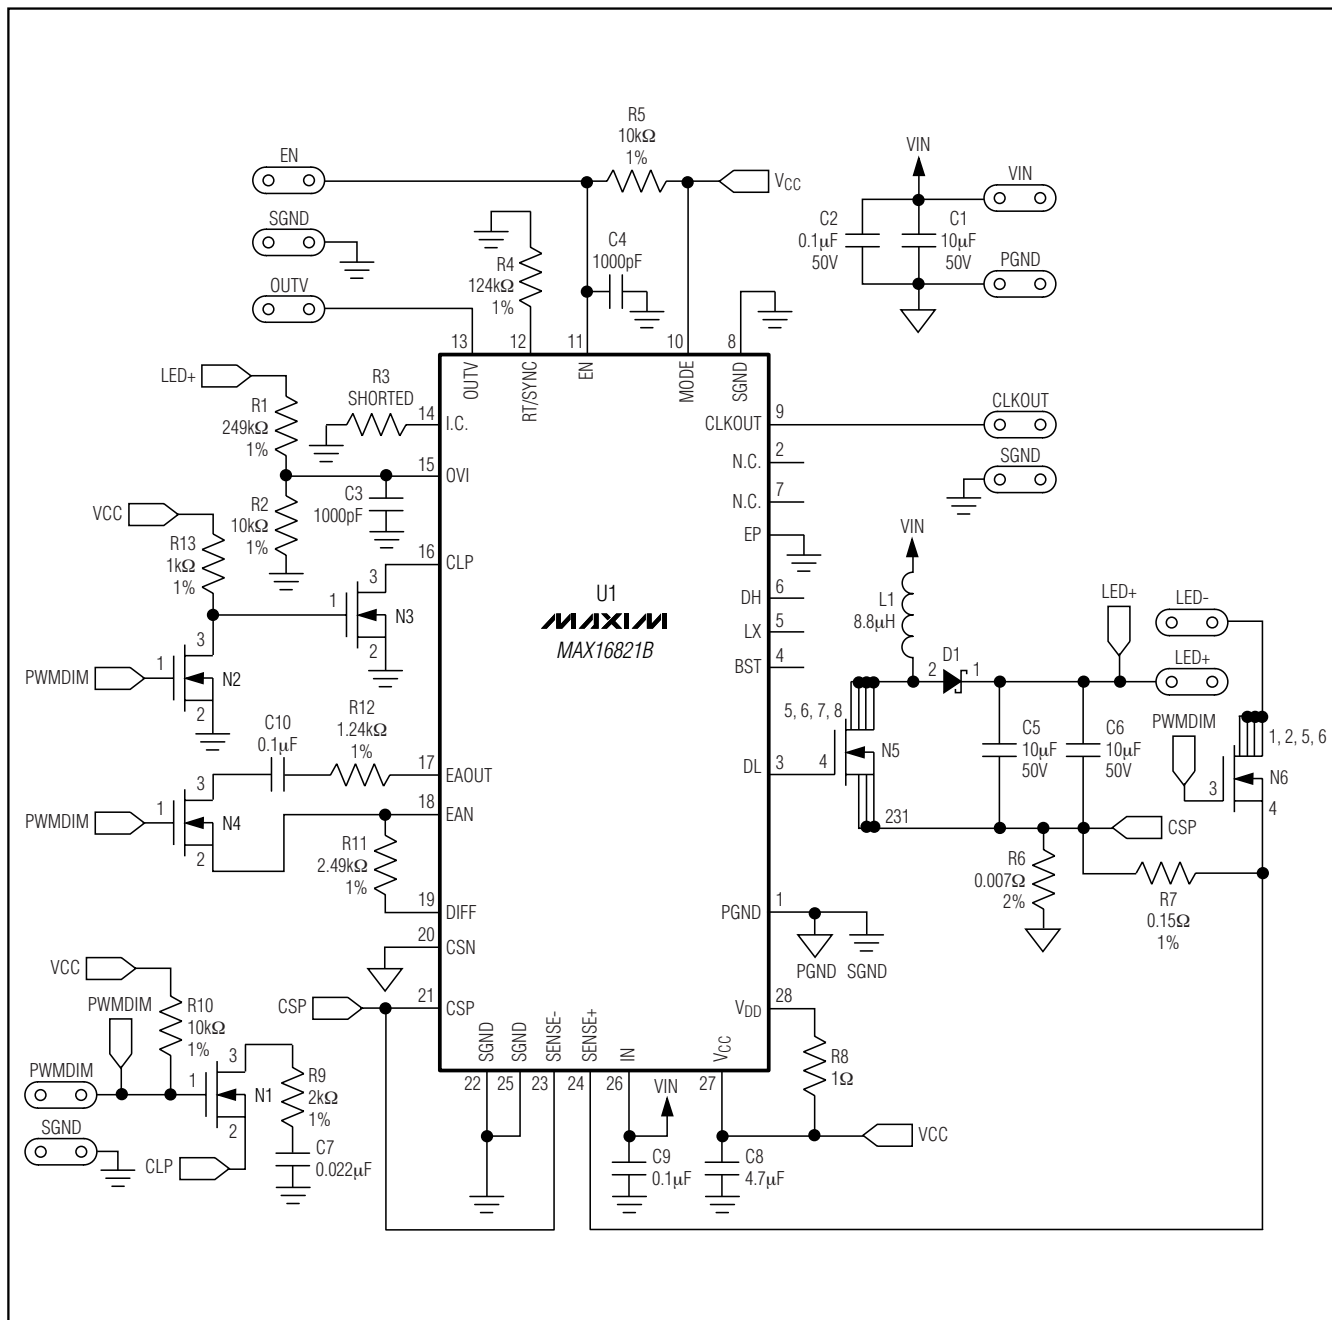 R5
10kΩ
1%
EN
VCC
SGND
OUTV
R4
124kΩ
1%
C4
1000pF
VIN
VIN
C2
0.1µF
50V
C1
10µF
50V
PGND
13
12
11
10
8
OUTV
RT/SYNC
EN
MODE
SGND
LED+
R1
249kΩ
1%
R3
SHORTED
14
I.C.
15
OVI
R2
10kΩ
1%
C3
1000pF
VCC
R13
1kΩ
1%
16
CLP
3
1
N3
2
3
1
N2
2
PWMDIM
U1
MAXIM
MAX16821B
CLKOUT
9
CLKOUT
SGND
N.C.
2
N.C.
7
EP
DH
6
LX
5
BST
4
DL
3
VIN
L1
8.8µH
2
D1
1
LED+
LED-
LED+
5, 6, 7, 8
4
N5
231
C5
10µF
50V
C6
10µF
50V
PWMDIM
1, 2, 5, 6
3
N6
4
CSP
R6
0.007Ω
2%
R7
0.15Ω
1%
C10
0.1µF
R12
1.24kΩ
1%
17
EAOUT
PWMDIM
3
1
N4
2
18
EAN
R11
2.49kΩ
1%
19
DIFF
20
CSN
CSP
21
CSP
PGND
1
PGND
SGND
VDD
28
R8
1Ω
VCC
PWMDIM
R10
10kΩ
1%
PWMDIM
3
1
N1
2
R9
2kΩ
1%
SGND
CLP
C7
0.022µF
SGND
SGND
SENSE-
SENSE+
IN
VCC
22
25
23
24
26
27
VIN
C9
0.1µF
C8
4.7µF
VCC